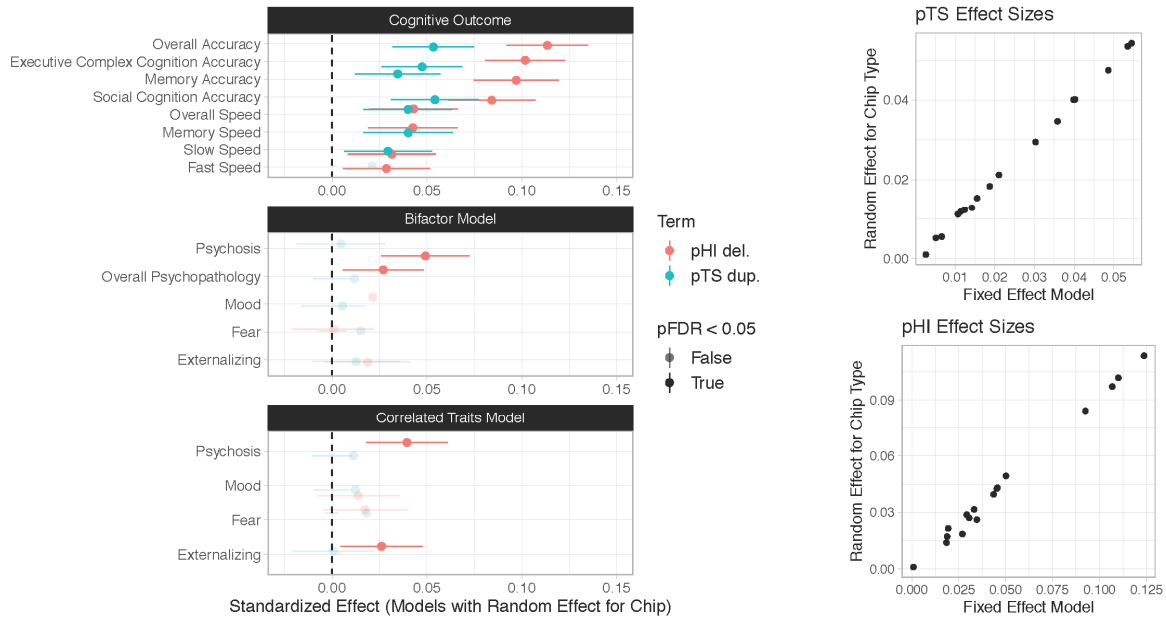 Cognitive Outcome
Overall Accuracy
Executive Complex Cognition Accuracy
Memory Accuracy
Social Cognition Accuracy
Overall Speed
Memory Speed
Slow Speed
Fast Speed
0.00 0.05 0.10 0.15
Bifactor Model
Psychosis
Overall Psychopathology
Mood
Fear
Externalizing
0.00 0.05 0.10 0.15
Correlated Traits Model
Psychosis
Mood
Fear
Externalizing
0.00 0.05 0.10 0.15
Standardized Effect (Models with Random Effect for Chip)
Term
pHI del.
pTS dup.
pFDR < 0.05
False
True
pTS Effect Sizes
Random Effect for Chip Type
0.04
0.02
0.00
0.01 0.02 0.03 0.04 0.05
Fixed Effect Model
pHI Effect Sizes
Random Effect for Chip Type
0.09
0.06
0.03
0.00
0.000 0.025 0.050 0.075 0.100 0.125
Fixed Effect Model